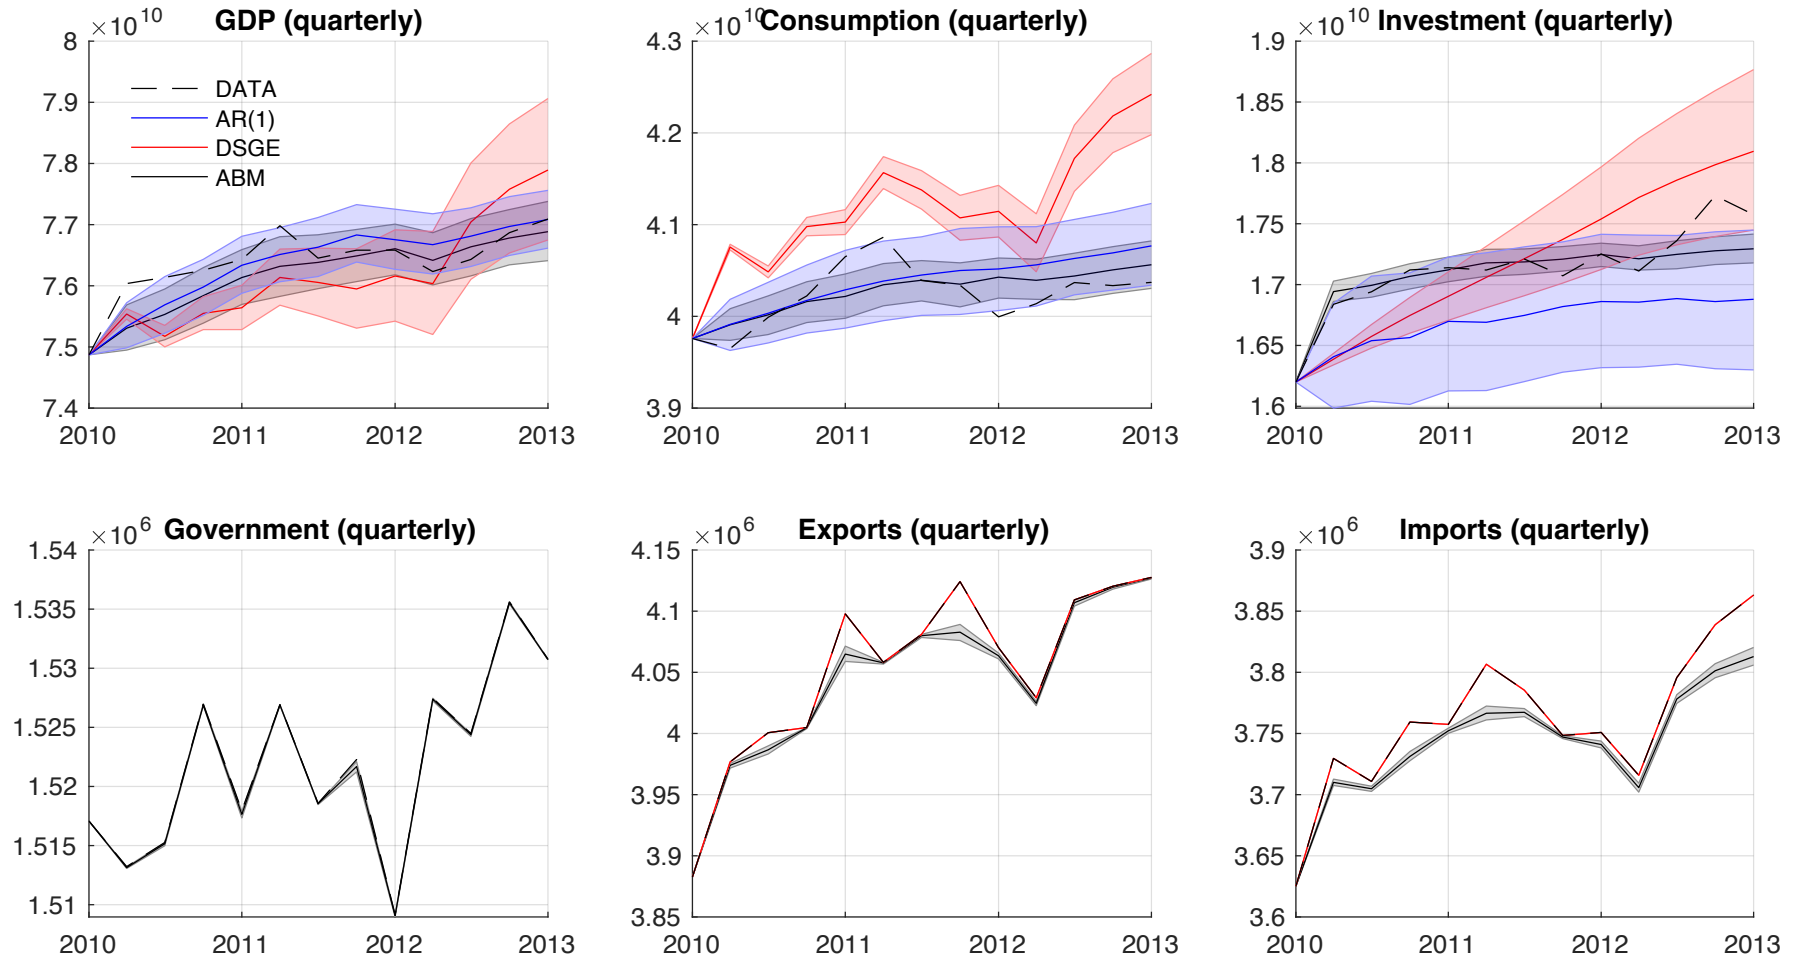 ×10^10 GDP (quarterly)
8
7.9
7.8
7.7
7.6
7.5
7.4
2010 2011 2012 2013
DATA
AR(1)
DSGE
ABM
×10^10 Consumption (quarterly)
4.3
4.2
4.1
4
3.9
2010 2011 2012 2013
×10^10 Investment (quarterly)
1.9
1.85
1.8
1.75
1.7
1.65
1.6
2010 2011 2012 2013
×10^6 Government (quarterly)
1.54
1.535
1.53
1.525
1.52
1.515
1.51
2010 2011 2012 2013
×10^6 Exports (quarterly)
4.15
4.1
4.05
4
3.95
3.9
3.85
2010 2011 2012 2013
×10^6 Imports (quarterly)
3.9
3.85
3.8
3.75
3.7
3.65
3.6
2010 2011 2012 2013